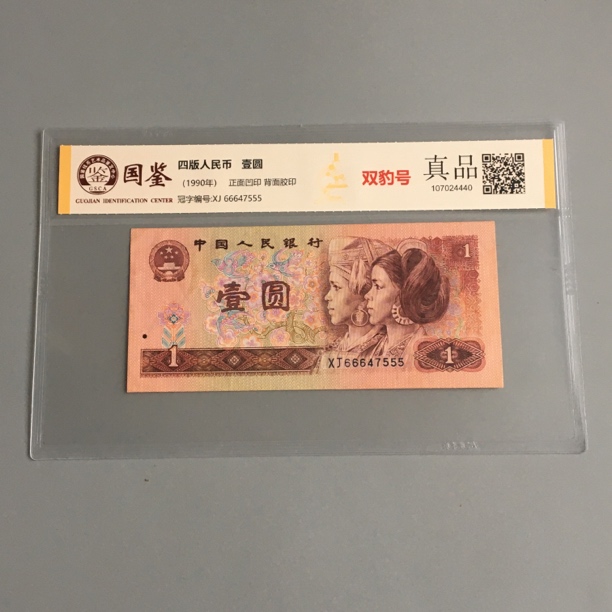 国鉴
GSCA
GUOJIAN IDENTIFICATION CENTER
四版人民币 壹圆
(1990年) 正面凹印 背面胶印
冠字编号:XJ 66647555
双豹号
真品
107024440
中国人民银行
1
壹圆
1
XJ66647555
1